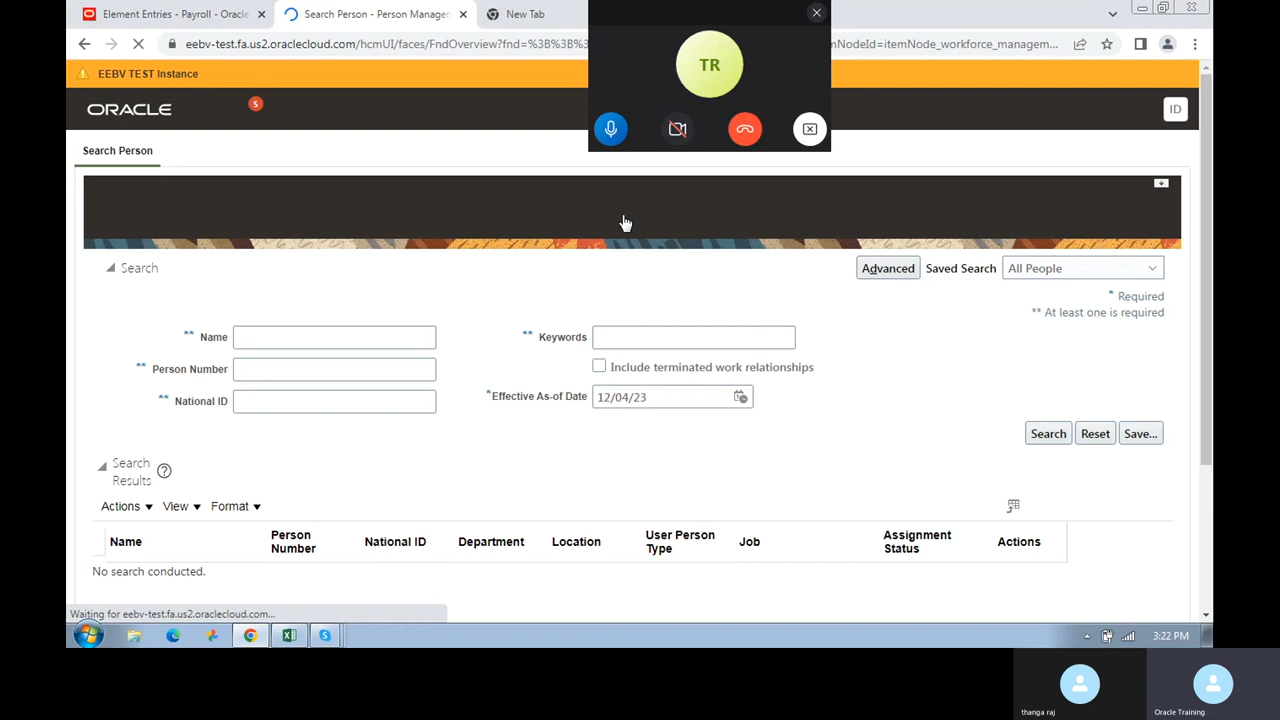 Element Entries - Payroll - Oracle
Search Person - Person Manager
New Tab
eebv-test.fa.us2.oraclecloud.com/hcmUI/faces/FndOverview?fnd=%3B%3B%3
mNodeId=itemNode_workforce_managem...
EEBV TEST Instance
TR
ORACLE
5
ID
Search Person
Search
Advanced
Saved Search
All People
* Required
** At least one is required
** Name
** Keywords
** Person Number
Include terminated work relationships
** National ID
*Effective As-of Date
12/04/23
Search
Reset
Save...
Search
Results
?
Actions
View
Format
Name
Person
Number
National ID
Department
Location
User Person
Type
Job
Assignment
Status
Actions
No search conducted.
Waiting for eebv-test.fa.us2.oraclecloud.com...
3:22 PM
thanga raj
Oracle Training